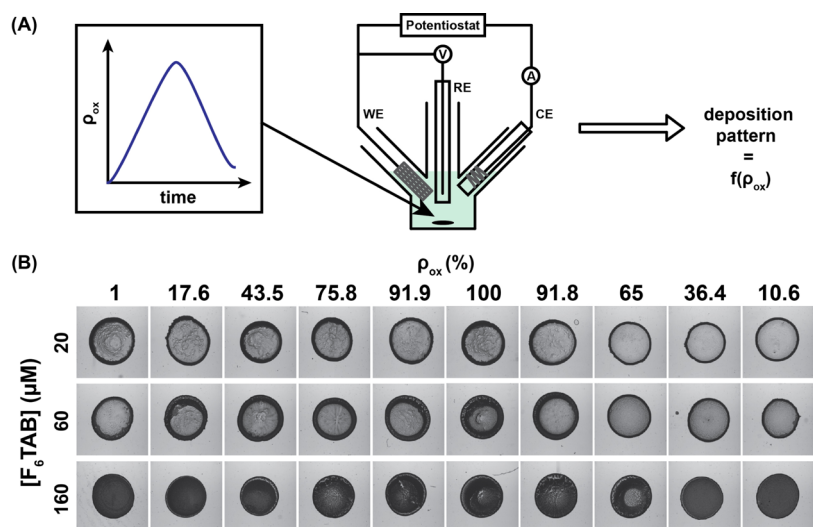 (A)
Potentiostat
V
A
RE
WE
CE
ρox
time
deposition
pattern
=
f(ρox)
(B)
ρox (%)
1 17.6 43.5 75.8 91.9 100 91.8 65 36.4 10.6
[F6TAB] (μM)
20
60
160